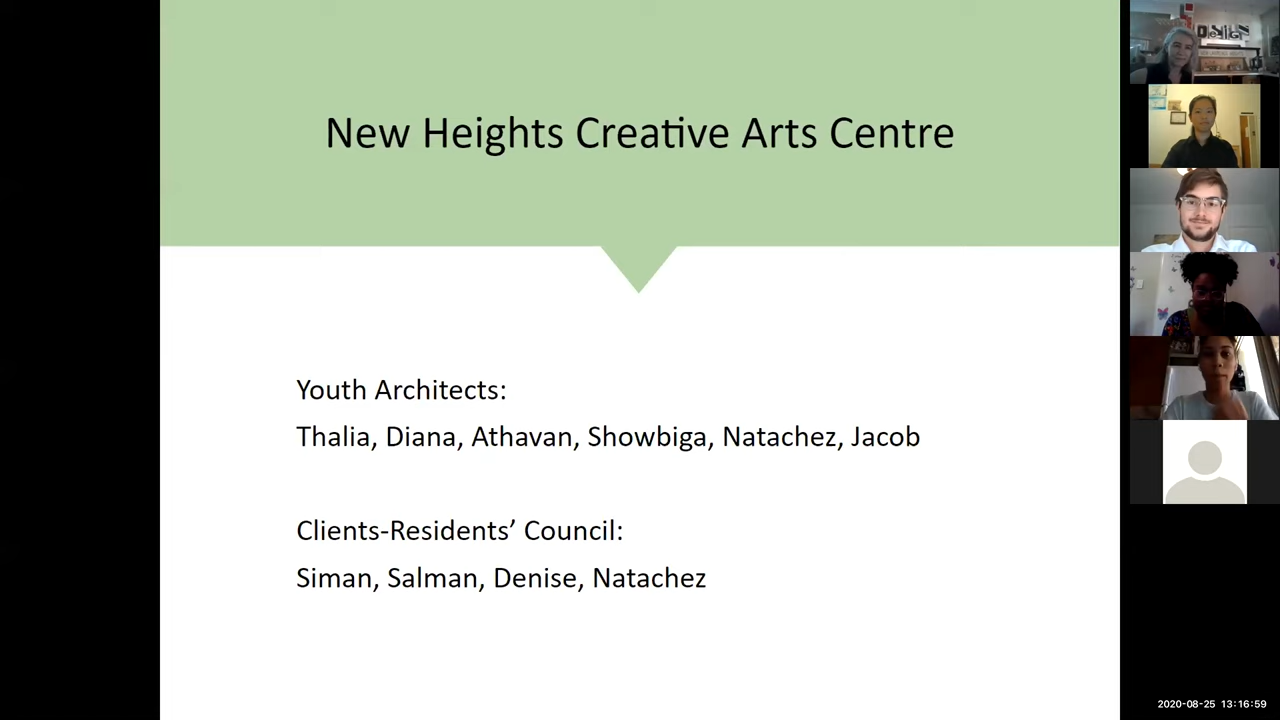 New Heights Creative Arts Centre
Youth Architects:
Thalia, Diana, Athavan, Showbiga, Natachez, Jacob
Clients-Residents’ Council:
Siman, Salman, Denise, Natachez
2020-08-25 13:16:59